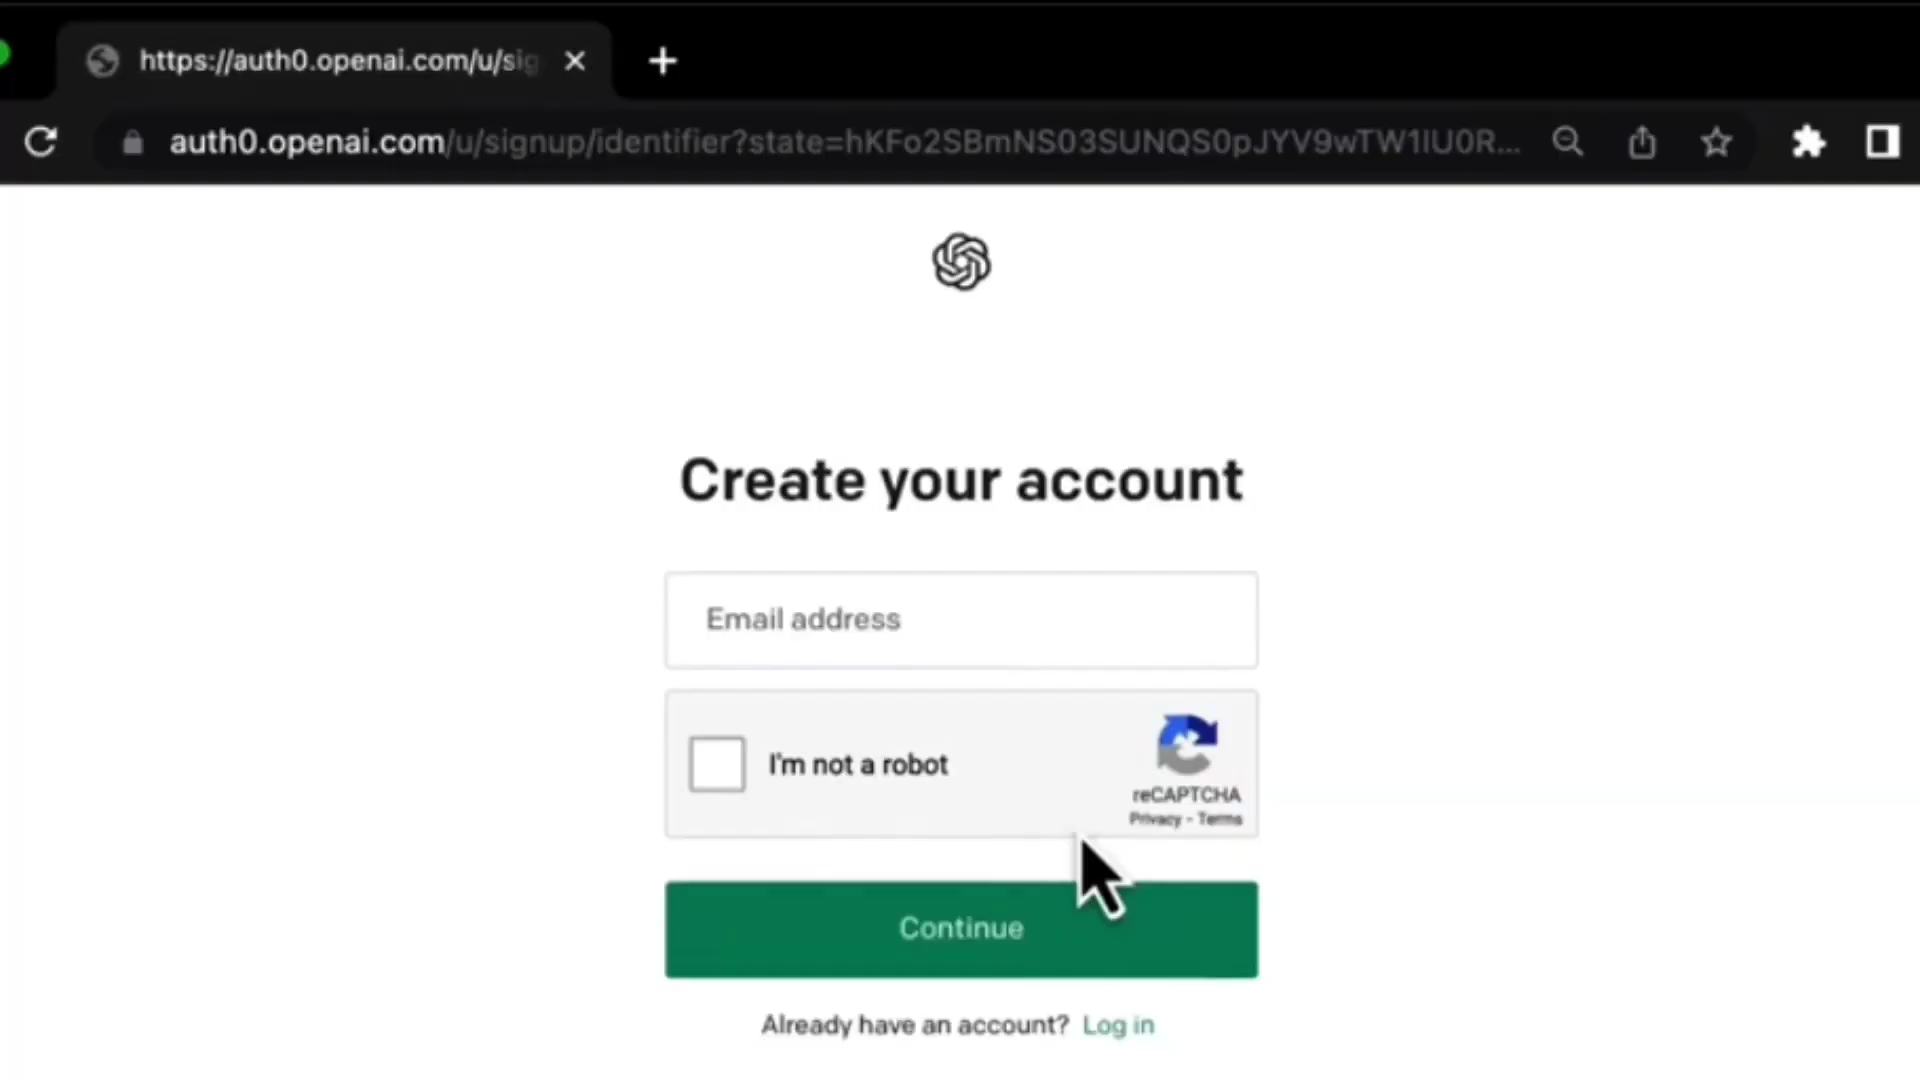 https://auth0.openai.com/u/sig
auth0.openai.com/u/signup/identifier?state=hKFo2SBmNS03SUNQS0pJYV9wTW1IU0R...
Create your account
Email address
I'm not a robot
reCAPTCHA
Privacy - Terms
Continue
Already have an account? Log in